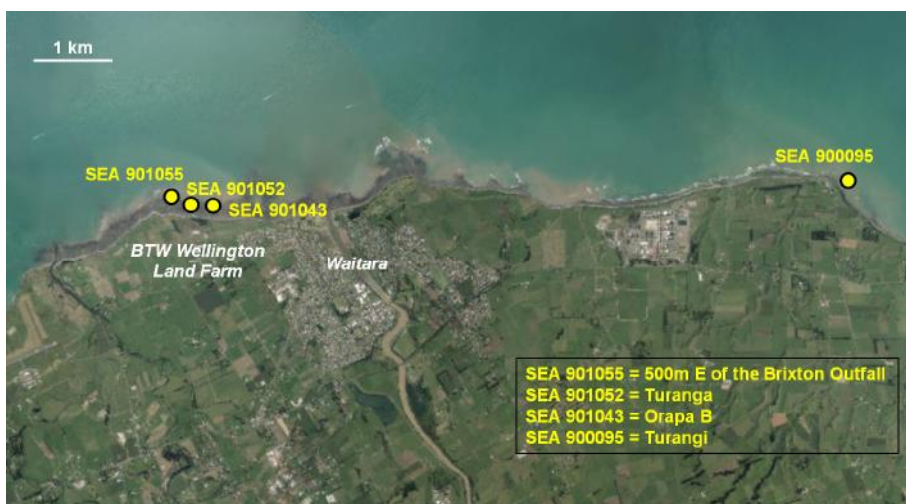 1 km
SEA 900095
SEA 901055
SEA 901052
SEA 901043
BTW Wellington
Land Farm
Waitara
SEA 901055 = 500m E of the Brixton Outfall
SEA 901052 = Turanga
SEA 901043 = Orapa B
SEA 900095 = Turangi